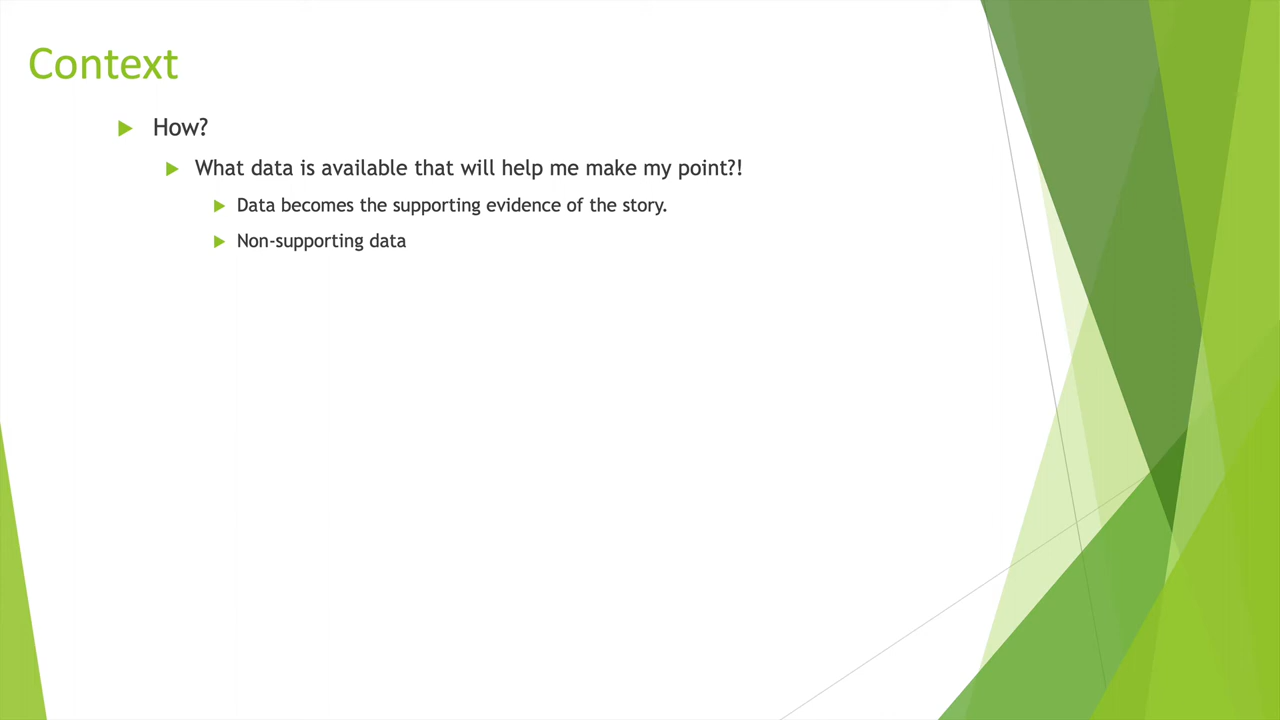 Context
How?
What data is available that will help me make my point?!
Data becomes the supporting evidence of the story.
Non-supporting data